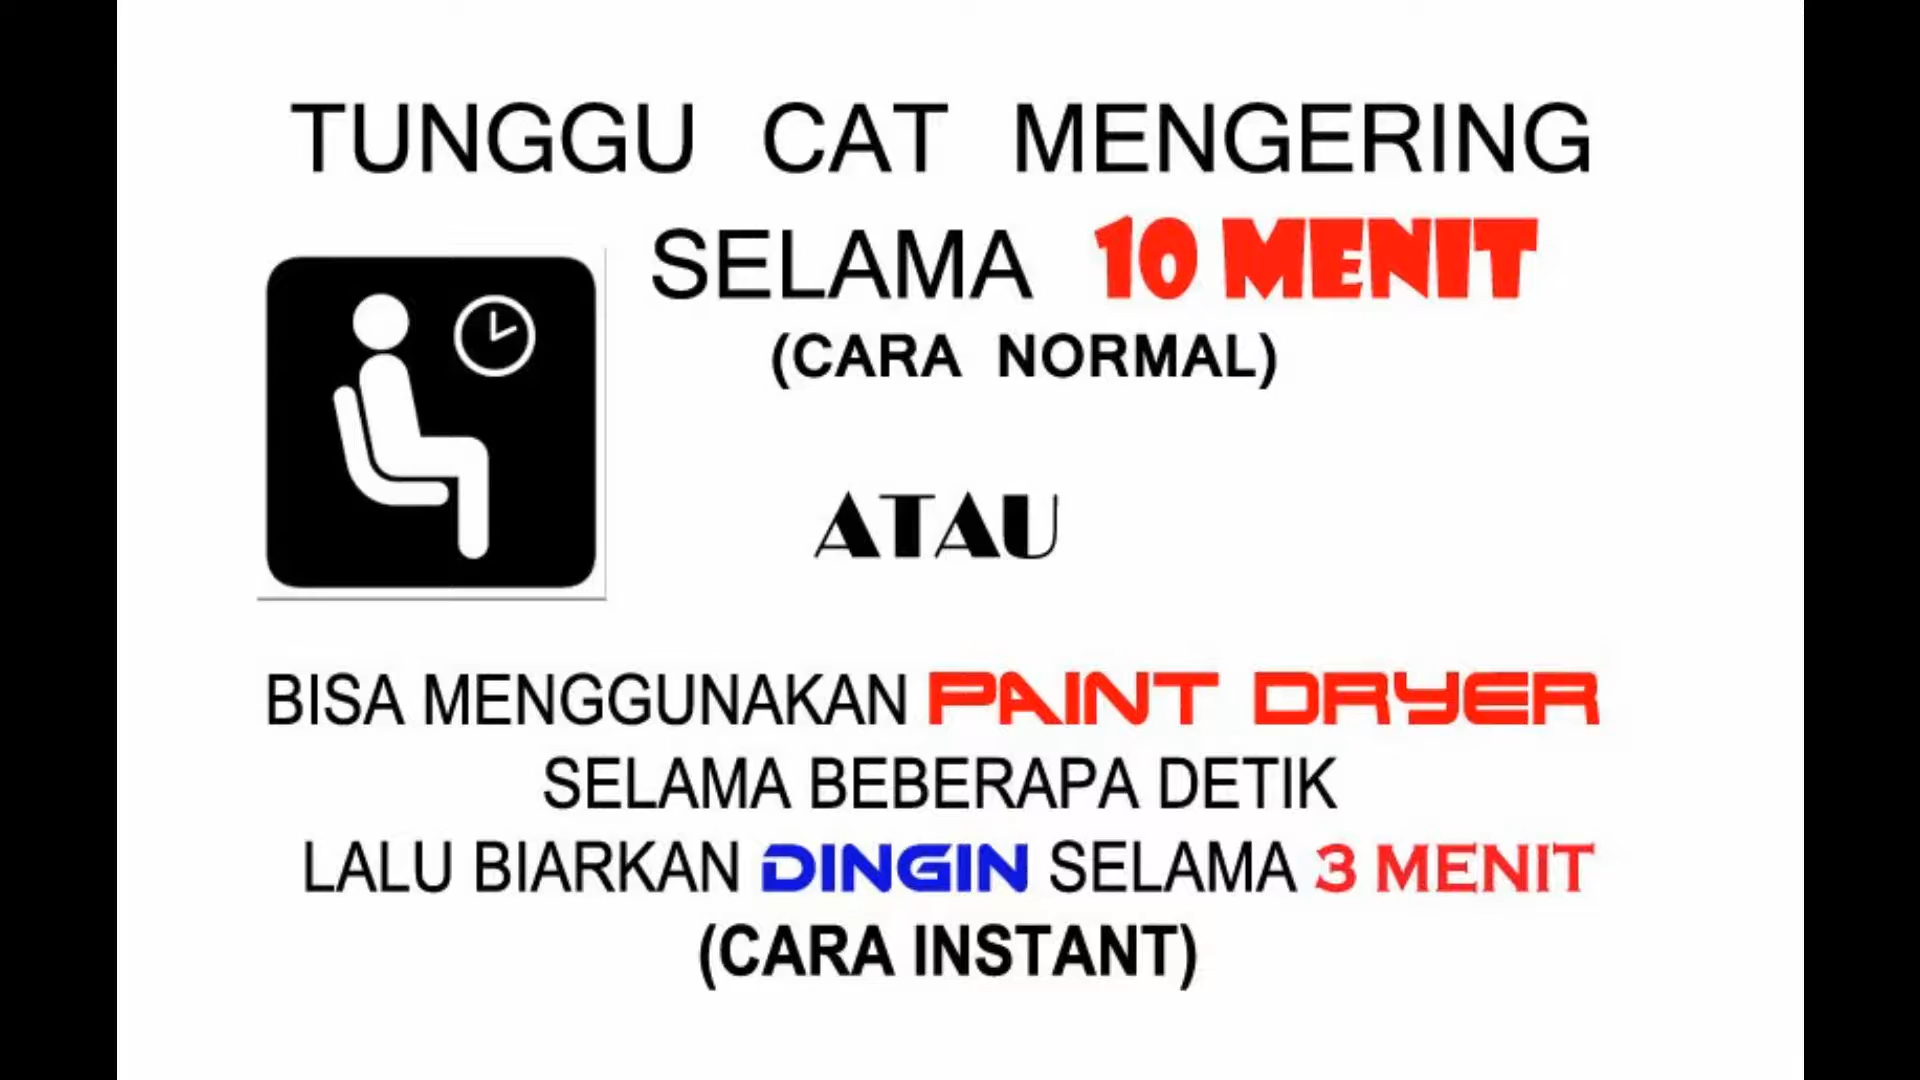 TUNGGU CAT MENGERING
SELAMA 10 MENIT
(CARA NORMAL)
ATAU
BISA MENGGUNAKAN PAINT DRYER
SELAMA BEBERAPA DETIK
LALU BIARKAN DINGIN SELAMA 3 MENIT
(CARA INSTANT)